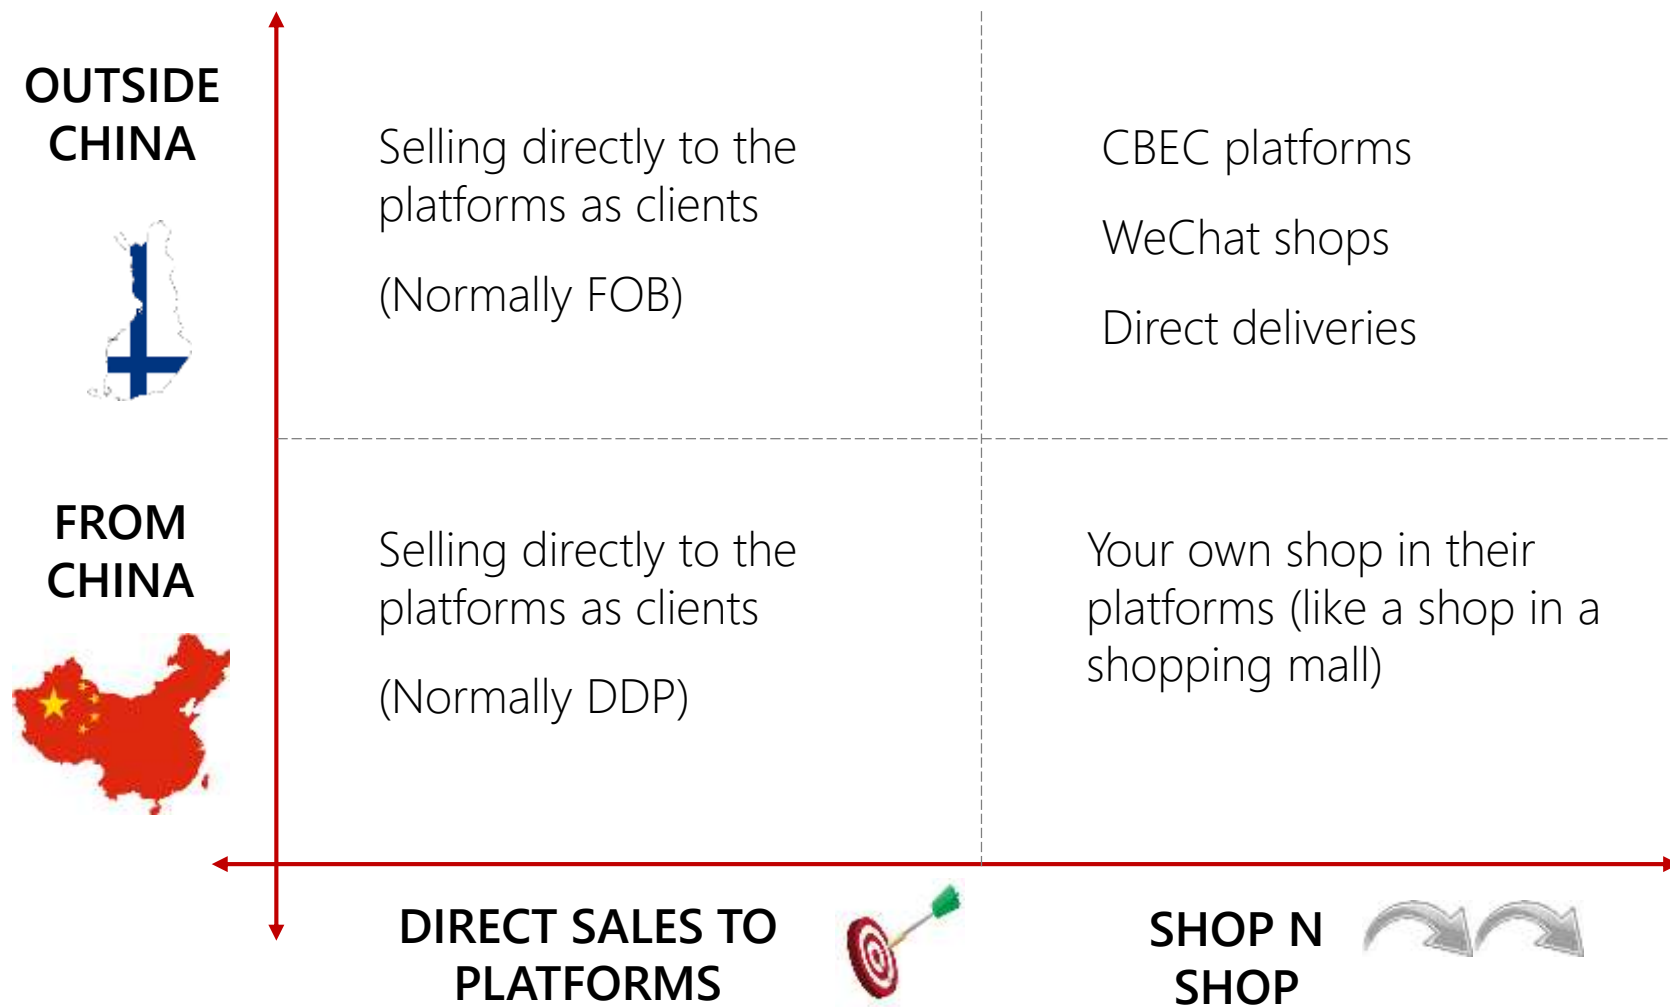 OUTSIDE
CHINA
Selling directly to the
platforms as clients
(Normally FOB)
CBEC platforms
WeChat shops
Direct deliveries
FROM
CHINA
Selling directly to the
platforms as clients
(Normally DDP)
Your own shop in their
platforms (like a shop in a
shopping mall)
DIRECT SALES TO
PLATFORMS
SHOP N
SHOP